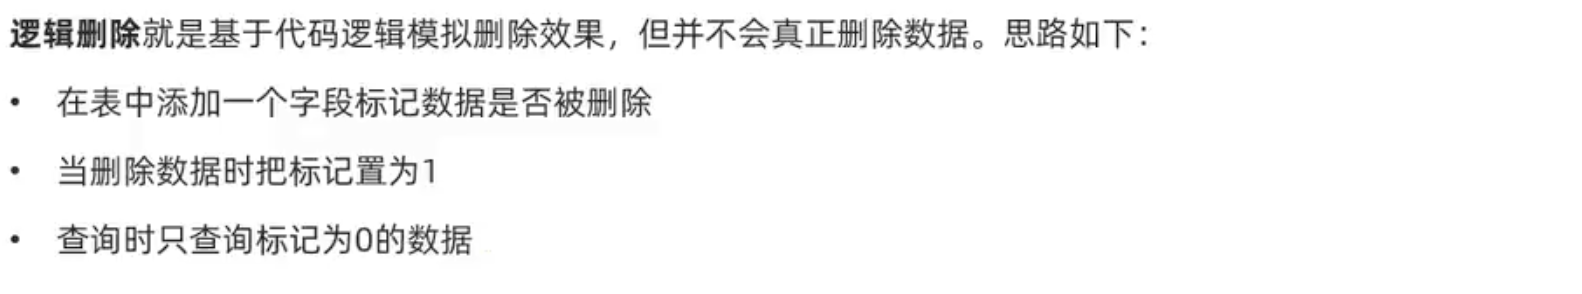 逻辑删除就是基于代码逻辑模拟删除效果，但并不会真正删除数据。思路如下：
• 在表中添加一个字段标记数据是否被删除
• 当删除数据时把标记置为1
• 查询时只查询标记为0的数据